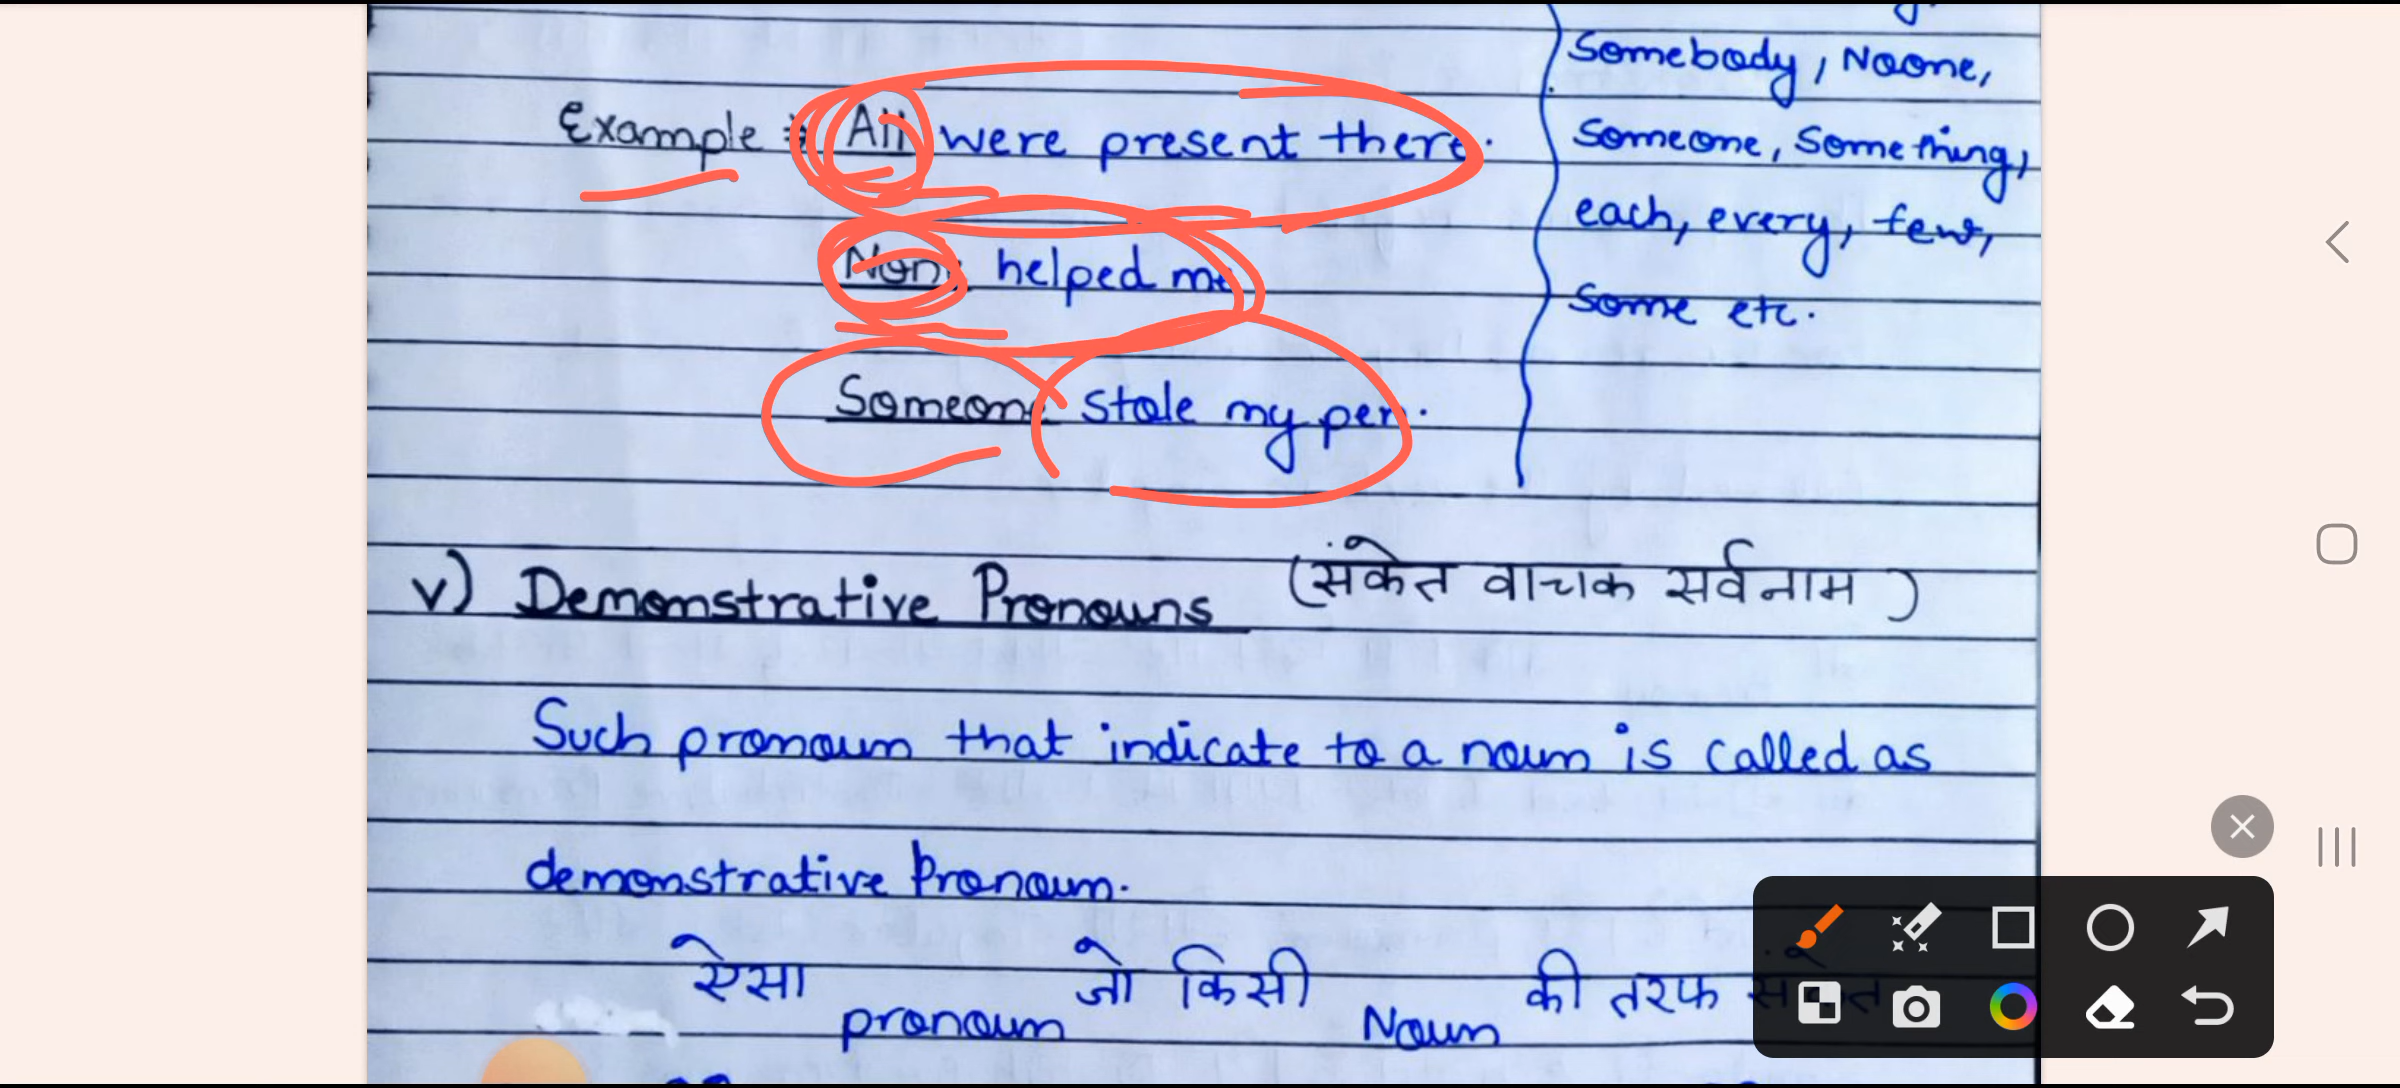 Somebody, Noone,
Example ⇒ All were present there.
Someone, Something,
each, every, few,
None helped me
Some etc.
Someone stole my pen.
v) Demonstrative Pronouns (संकेत वाचक सर्वनाम)
Such pronoun that indicate to a noun is called as
demonstrative Pronoun.
ऐसा pronoun जो किसी Noun की तरफ संकेत